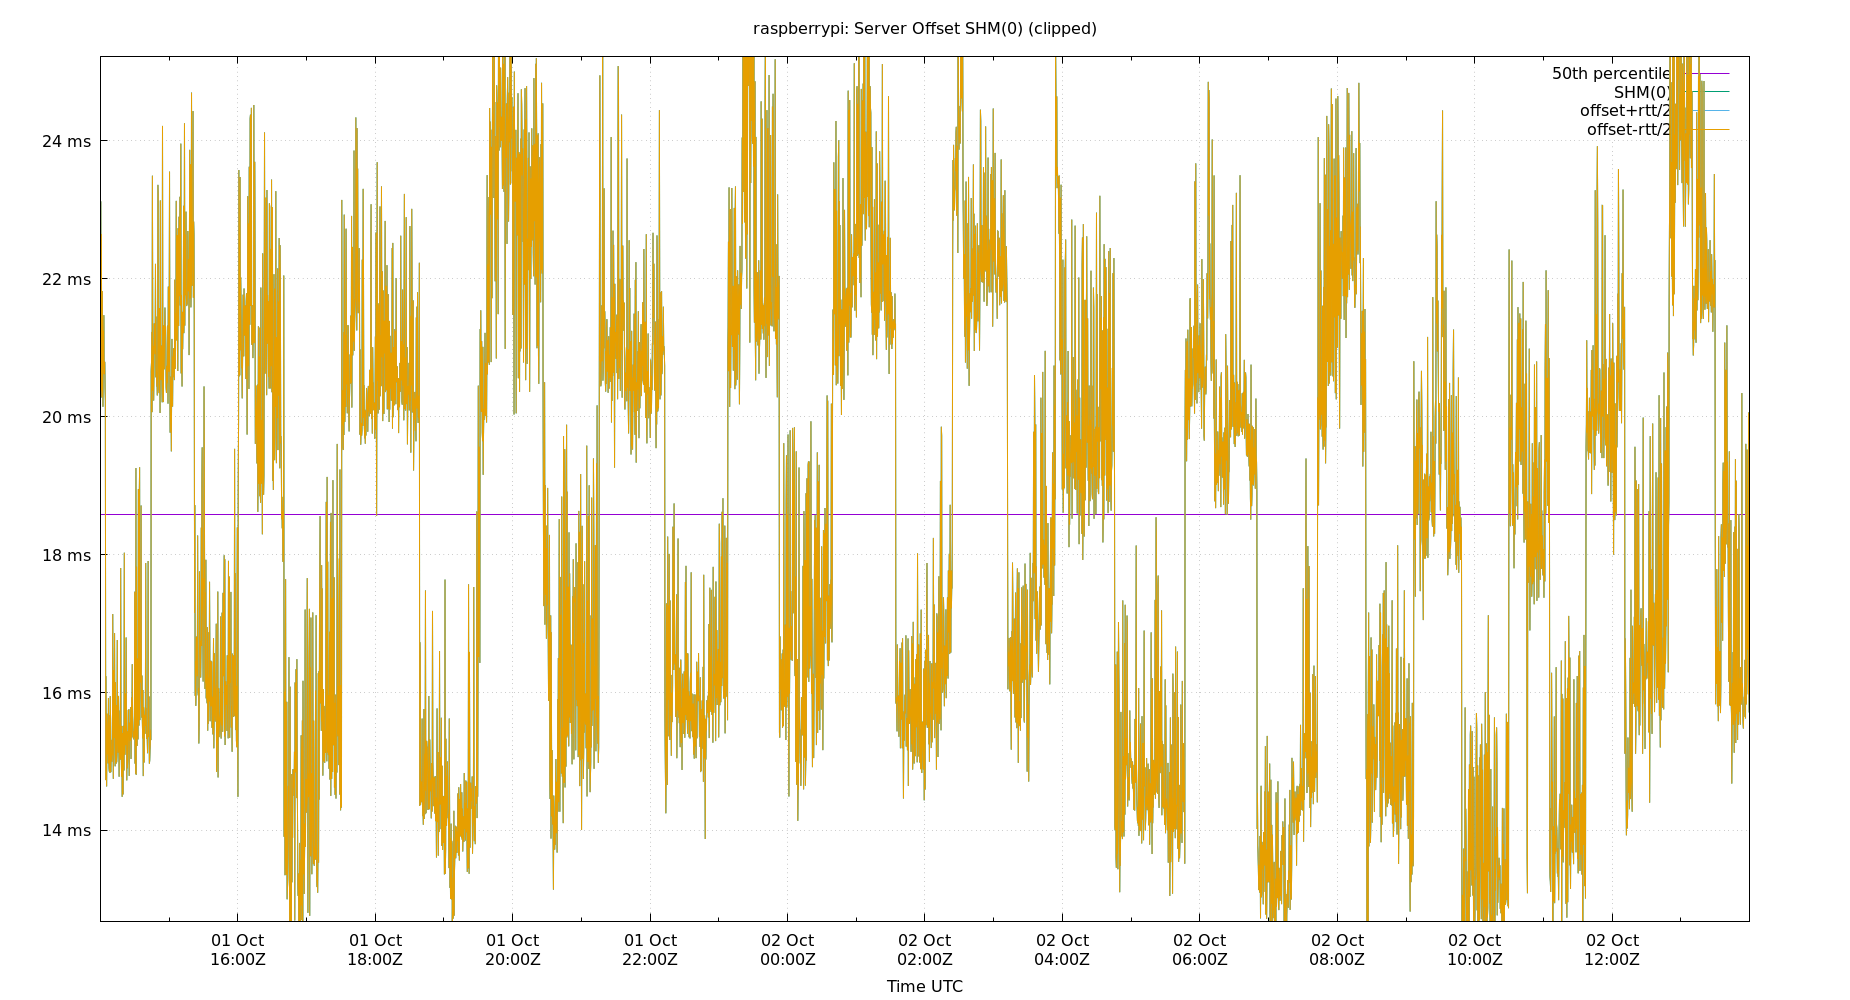 raspberrypi: Server Offset SHM(0) (clipped)
50th percentile
SHM(0)
offset+rtt/2
offset-rtt/2
24 ms
22 ms
20 ms
18 ms
16 ms
14 ms
01 Oct 01 Oct 01 Oct 01 Oct 02 Oct 02 Oct 02 Oct 02 Oct 02 Oct 02 Oct 02 Oct
16:00Z 18:00Z 20:00Z 22:00Z 00:00Z 02:00Z 04:00Z 06:00Z 08:00Z 10:00Z 12:00Z
Time UTC